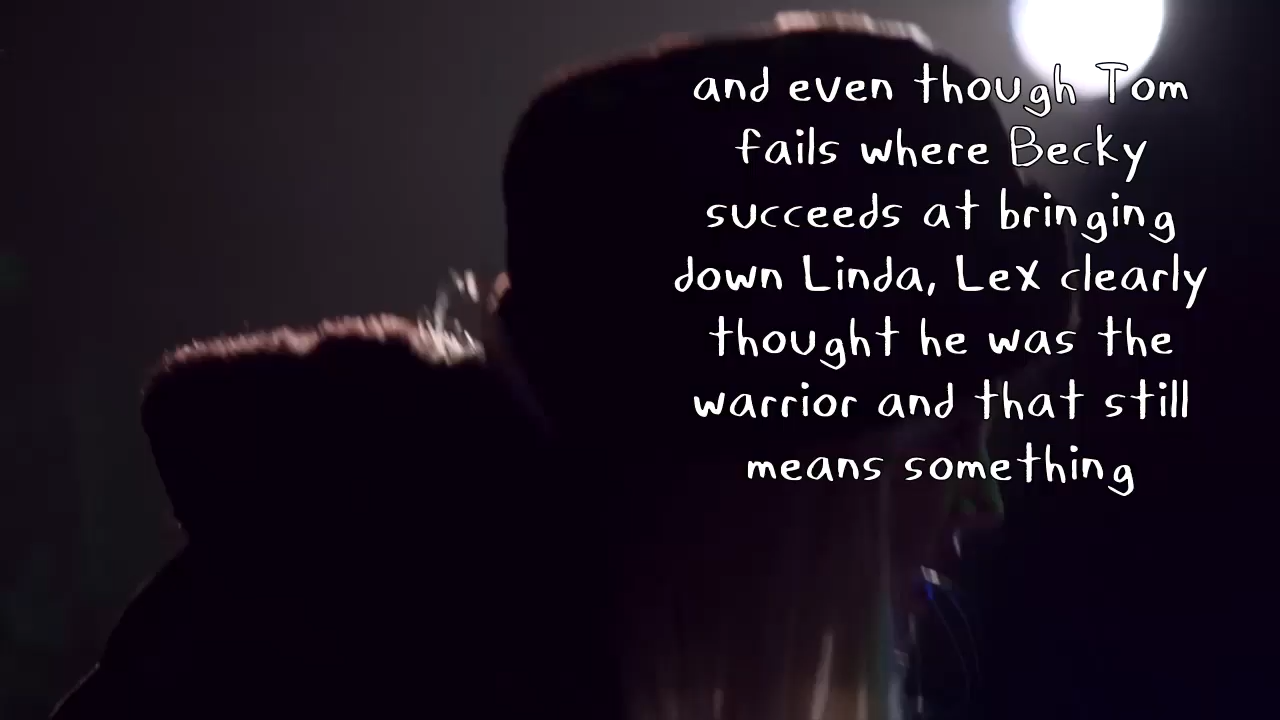 and even though Tom
fails where Becky
succeeds at bringing
down Linda, Lex clearly
thought he was the
warrior and that still
means something